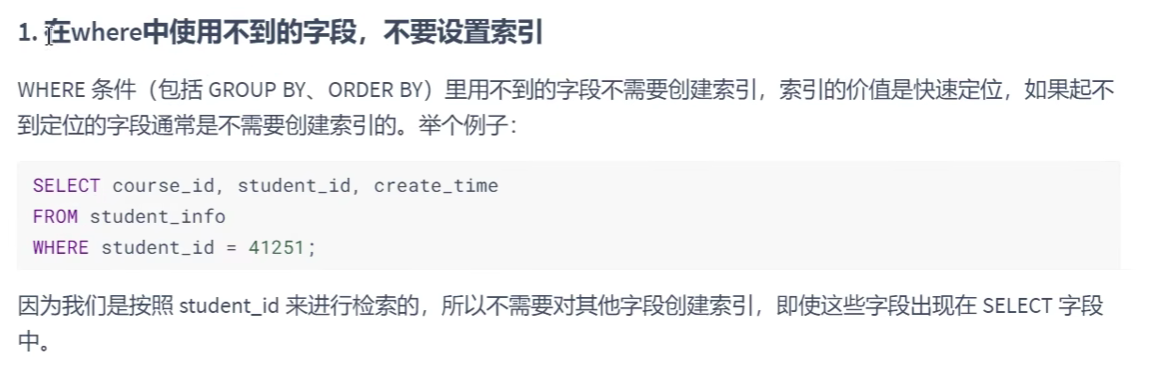 1. 在where中使用不到的字段，不要设置索引
WHERE 条件（包括 GROUP BY、ORDER BY）里用不到的字段不需要创建索引，索引的价值是快速定位，如果起不
到定位的字段通常是不需要创建索引的。举个例子：
SELECT course_id, student_id, create_time
FROM student_info
WHERE student_id = 41251;
因为我们是按照 student_id 来进行检索的，所以不需要对其他字段创建索引，即使这些字段出现在 SELECT 字段
中。